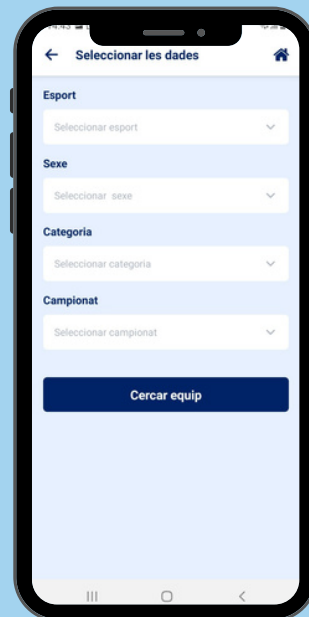 Seleccionar les dades
Esport
Seleccionar esport
Sexe
Seleccionar sexe
Categoria
Seleccionar categoria
Campionat
Seleccionar campionat
Cercar equip